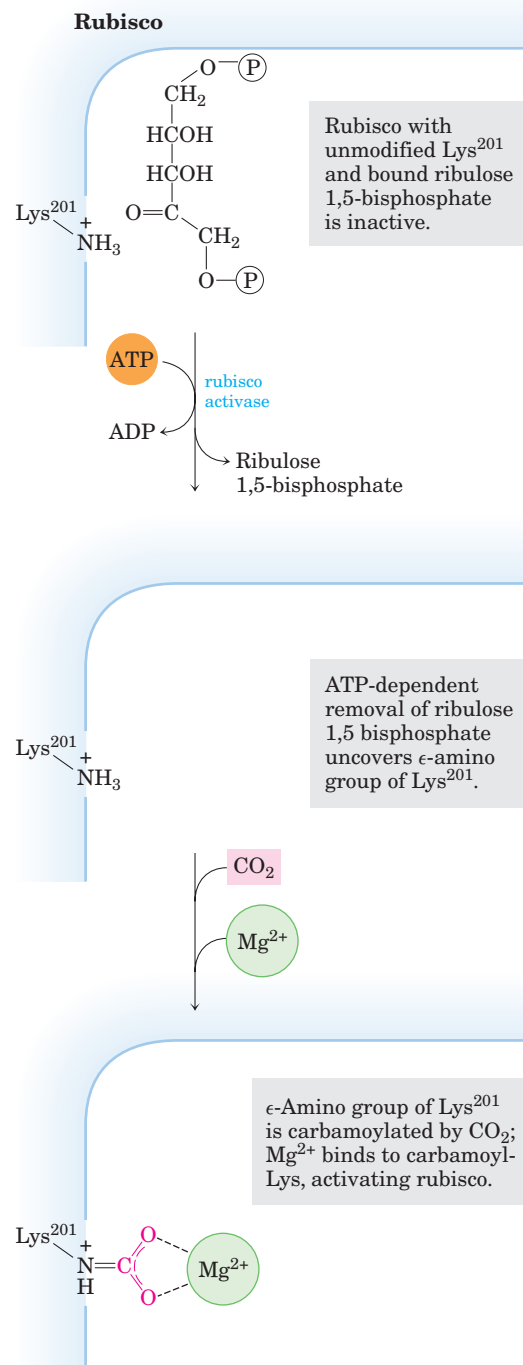 Rubisco
O—Ⓟ
CH₂
HCOH
HCOH
O=C
CH₂
O—Ⓟ
Lys²⁰¹
+
NH₃
Rubisco with
unmodified Lys²⁰¹
and bound ribulose
1,5-bisphosphate
is inactive.
ATP
rubisco
activase
ADP
Ribulose
1,5-bisphosphate
Lys²⁰¹
+
NH₃
ATP-dependent
removal of ribulose
1,5 bisphosphate
uncovers ϵ-amino
group of Lys²⁰¹.
CO₂
Mg²⁺
ϵ-Amino group of Lys²⁰¹
is carbamoylated by CO₂;
Mg²⁺ binds to carbamoyl-
Lys, activating rubisco.
Lys²⁰¹
+
O
N=C
H
O
Mg²⁺